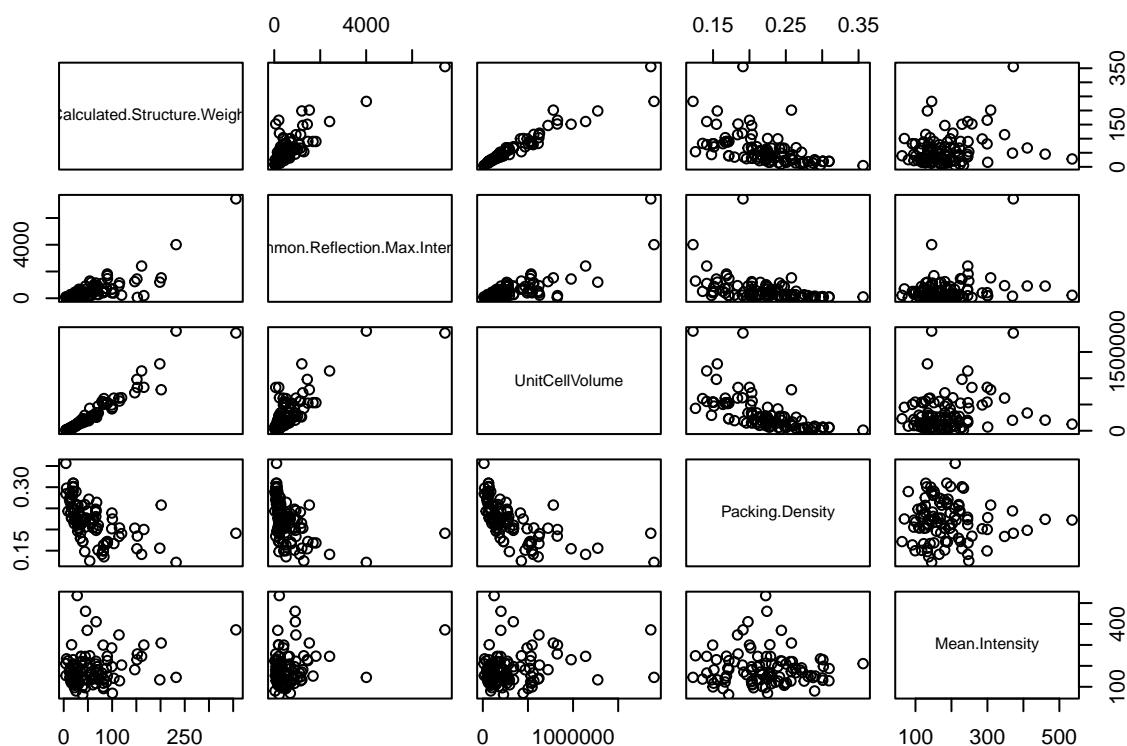 0 4000 0.15 0.25 0.35
Calculated.Structure.Weigh
0 150 350
0 4000
mmon.Reflection.Max.Inter
UnitCellVolume
0 1500000
0.15 0.30
Packing.Density
Mean.Intensity
100 400
0 100 250 0 1000000 100 300 500